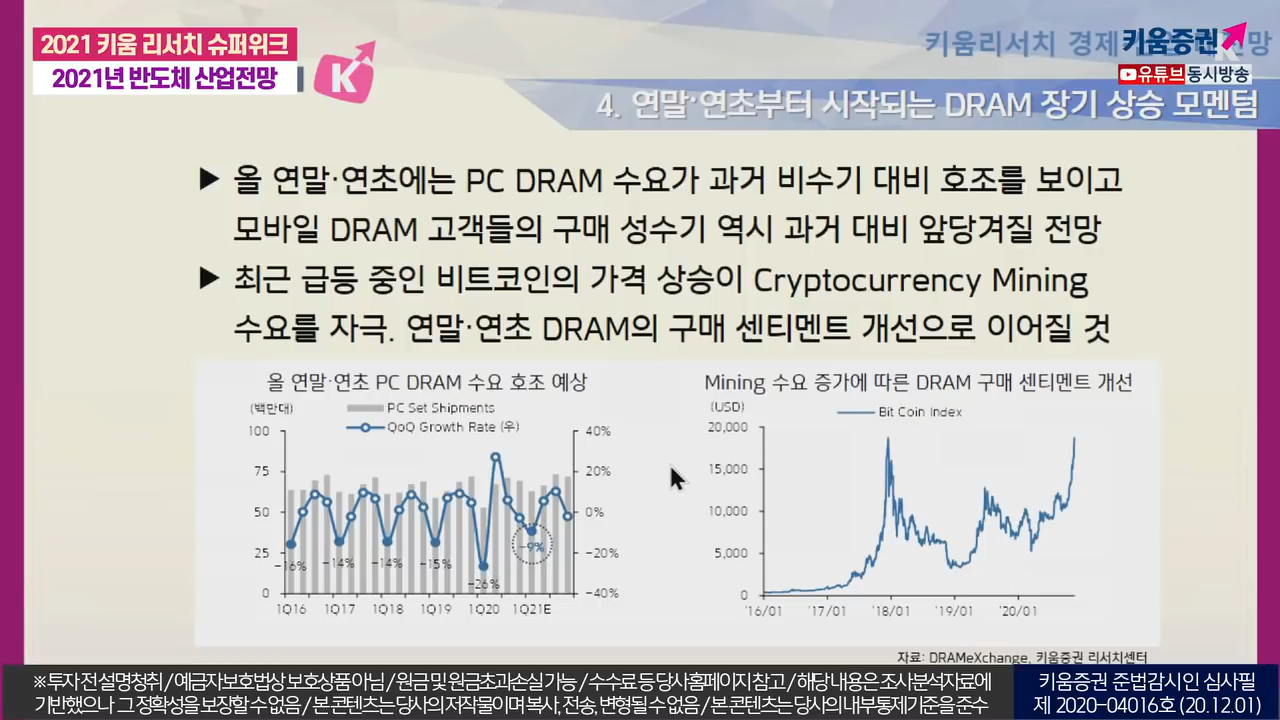 2021 키움 리서치 슈퍼위크
2021년 반도체 산업전망
K
키움리서치 경제
키움증권
망
유튜브동시방송
4. 연말·연초부터 시작되는 DRAM 장기 상승 모멘텀
▶ 올 연말·연초에는 PC DRAM 수요가 과거 비수기 대비 호조를 보이고
모바일 DRAM 고객들의 구매 성수기 역시 과거 대비 앞당겨질 전망
▶ 최근 급등 중인 비트코인의 가격 상승이 Cryptocurrency Mining
수요를 자극. 연말·연초 DRAM의 구매 센티멘트 개선으로 이어질 것
올 연말·연초 PC DRAM 수요 호조 예상
(백만대)
PC Set Shipments
QoQ Growth Rate (우)
100
75
50
25
0
40%
20%
0%
-20%
-40%
-16%
-14%
-14%
-15%
-26%
-9%
1Q16 1Q17 1Q18 1Q19 1Q20 1Q21E
Mining 수요 증가에 따른 DRAM 구매 센티멘트 개선
(USD)
Bit Coin Index
20,000
15,000
10,000
5,000
0
'16/01 '17/01 '18/01 '19/01 '20/01
자료: DRAMeXchange, 키움증권 리서치센터
※ 투자 전 설명청취 / 예금자보호법상 보호상품 아님 / 원금 및 원금초과손실 가능 / 수수료 등 당사홈페이지 참고 / 해당 내용은 조사분석자료에
기반했으나 그 정확성을 보장할 수 없음 / 본 콘텐츠는 당사의 저작물이며 복사, 전송, 변형될 수 없음 / 본 콘텐츠는 당사의 내부통제기준을 준수
키움증권 준법감시인 심사필
제 2020-04016호 (20.12.01)